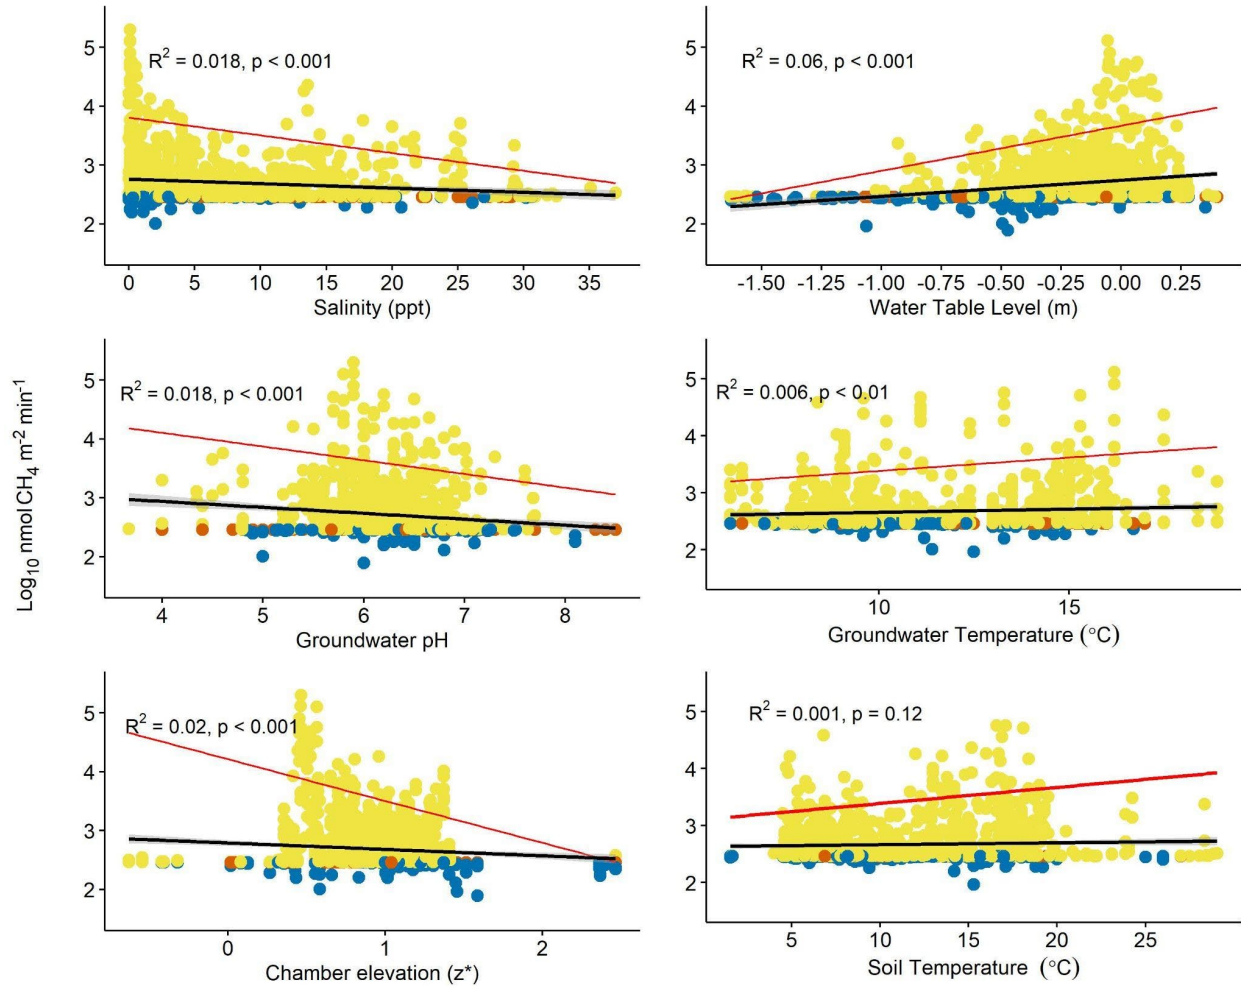 Log10 nmol CH4 m-2 min-1
R2 = 0.018, p < 0.001
5
4
3
2
0 5 10 15 20 25 30 35
Salinity (ppt)
R2 = 0.06, p < 0.001
5
4
3
2
-1.50 -1.25 -1.00 -0.75 -0.50 -0.25 0.00 0.25
Water Table Level (m)
R2 = 0.018, p < 0.001
5
4
3
2
4 5 6 7 8
Groundwater pH
R2 = 0.006, p < 0.01
5
4
3
2
10 15
Groundwater Temperature (°C)
R2 = 0.02, p < 0.001
5
4
3
2
0 1 2
Chamber elevation (z*)
R2 = 0.001, p = 0.12
5
4
3
2
5 10 15 20 25
Soil Temperature (°C)